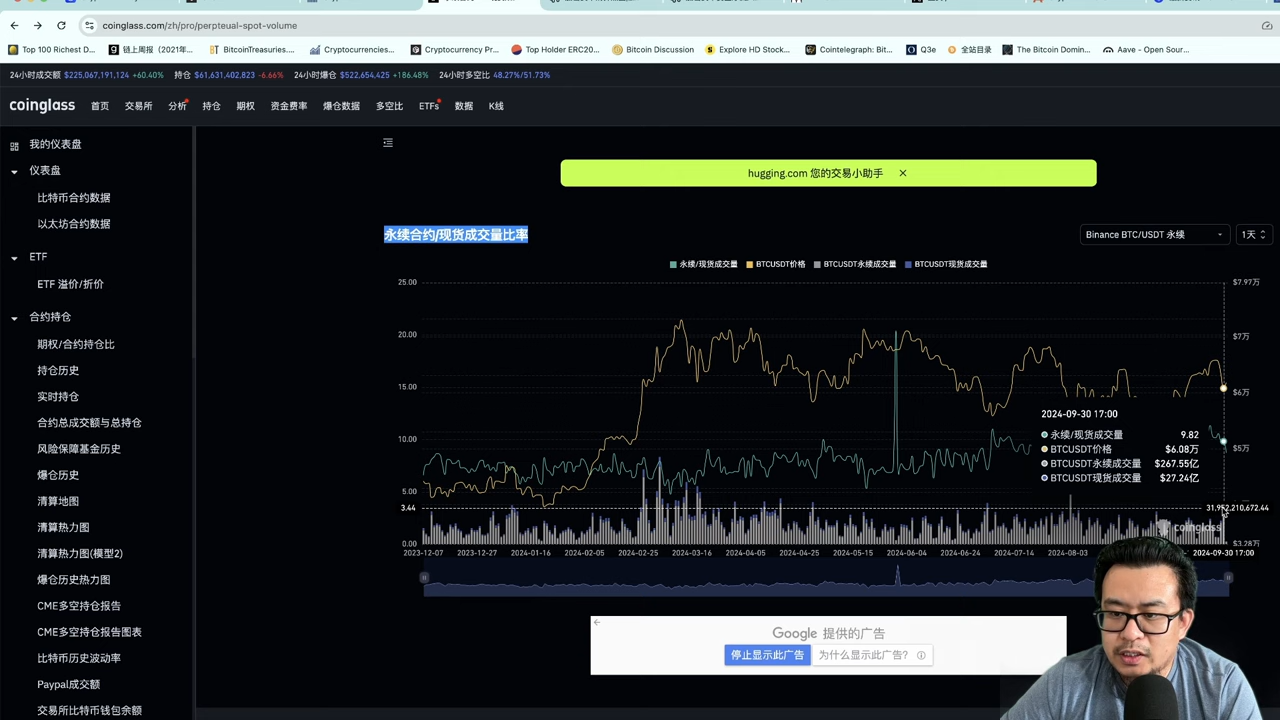 coinglass.com/zh/pro/perpteual-spot-volume
Top 100 Richest D... 链上周报（2021年... BitcoinTreasuries.... Cryptocurrencies... Cryptocurrency Pr... Top Holder ERC20... Bitcoin Discussion Explore HD Stock... Cointelegraph: Bit... Q3e 全站目录 The Bitcoin Domin... Aave - Open Sour...
24小时成交额 $225,067,191,124 +60.40% 持仓 $61,631,402,823 -6.66% 24小时爆仓 $522,654,425 +186.48% 24小时多空比 48.27%/51.73%
coinglass 首页 交易所 分析 持仓 期权 资金费率 爆仓数据 多空比 ETFs 数据 K线
我的仪表盘
仪表盘
比特币合约数据
以太坊合约数据
ETF
ETF 溢价/折价
合约持仓
期权/合约持仓比
持仓历史
实时持仓
合约总成交额与总持仓
风险保障基金历史
爆仓历史
清算地图
清算热力图
清算热力图(模型2)
爆仓历史热力图
CME多空持仓报告
CME多空持仓报告图表
比特币历史波动率
Paypal成交额
交易所比特币钱包余额
hugging.com 您的交易小助手
永续合约/现货成交量比率
Binance BTC/USDT 永续 1天
永续/现货成交量 BTCUSDT价格 BTCUSDT永续成交量 BTCUSDT现货成交量
25.00 $7.97万
20.00 $7万
15.00 $6万
10.00 $5万
5.00
3.44 31,952,210,672.44
0.00 $3.28万
2024-09-30 17:00
永续/现货成交量 9.82
BTCUSDT价格 $6.08万
BTCUSDT永续成交量 $267.55亿
BTCUSDT现货成交量 $27.24亿
coinglass
2023-12-07 2023-12-27 2024-01-16 2024-02-05 2024-02-25 2024-03-16 2024-04-05 2024-04-25 2024-05-15 2024-06-04 2024-06-24 2024-07-14 2024-08-03 2024-09-30 17:00
Google 提供的广告
停止显示此广告 为什么显示此广告？